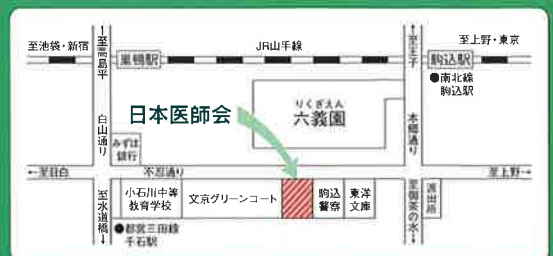 至池袋・新宿
←至高島平
巣鴨駅
JR山手線
←至王子
駒込駅
至上野・東京
●南北線
駒込駅
りくぎえん
六義園
日本医師会
白山通り
みずほ
銀行
本郷通り
←至目白
不忍通り
至上野→
至水道橋→
小石川中等
教育学校
文京グリーンコート
駒込
警察
東洋
文庫
至御茶の水→
派出所
●都営三田線
千石駅